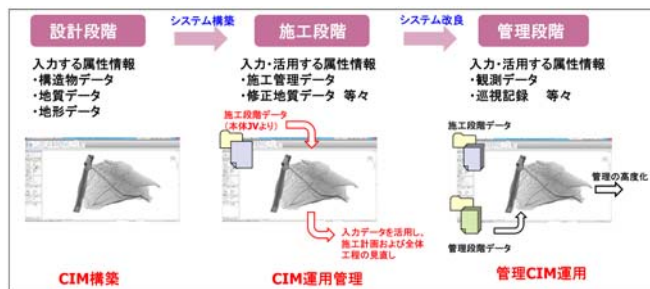 設計段階
システム構築
施工段階
システム改良
管理段階
入力する属性情報
・構造物データ
・地質データ
・地形データ
入力・活用する属性情報
・施工管理データ
・修正地質データ 等々
入力・活用する属性情報
・観測データ
・巡視記録 等々
施工段階データ
(本体JVより)
施工段階データ
管理の高度化
管理段階データ
入力データを活用し、
施工計画および全体
工程の見直し
CIM構築
CIM運用管理
管理CIM運用